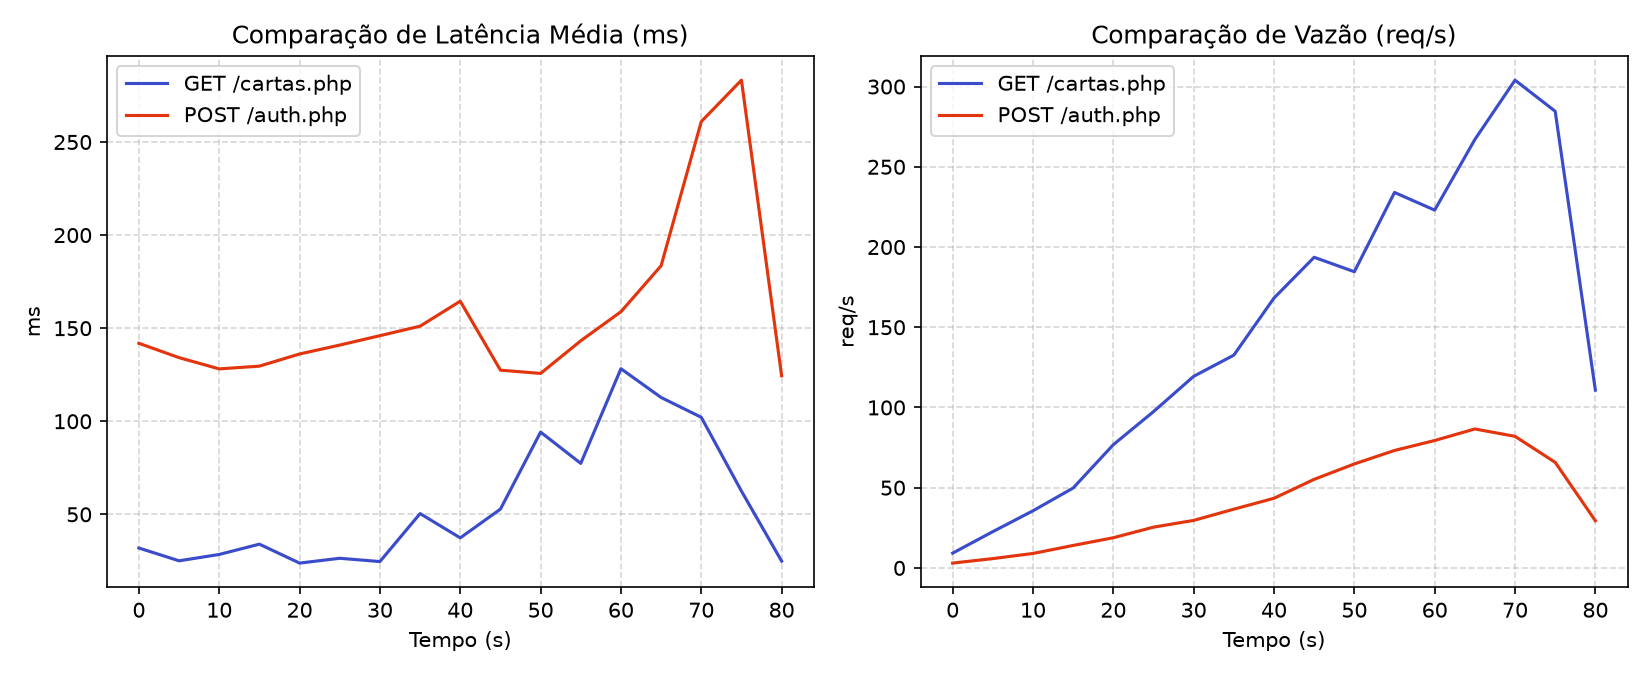 Comparação de Latência Média (ms)
GET /cartas.php
POST /auth.php
250
200
150
100
50
ms
0 10 20 30 40 50 60 70 80
Tempo (s)
Comparação de Vazão (req/s)
GET /cartas.php
POST /auth.php
300
250
200
150
100
50
0
req/s
0 10 20 30 40 50 60 70 80
Tempo (s)